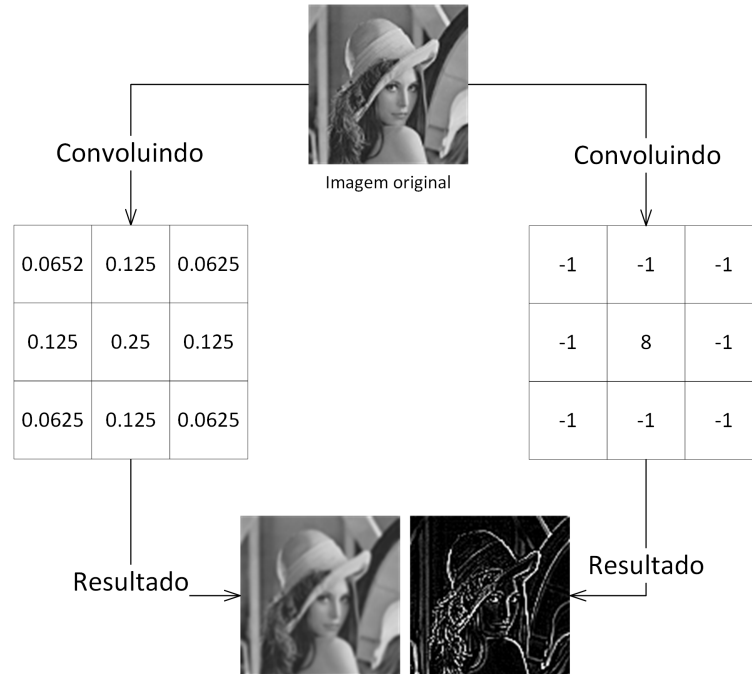 Convoluindo
Imagem original
Convoluindo
0.0652 0.125 0.0625
0.125 0.25 0.125
0.0625 0.125 0.0625
-1 -1 -1
-1 8 -1
-1 -1 -1
Resultado
Resultado